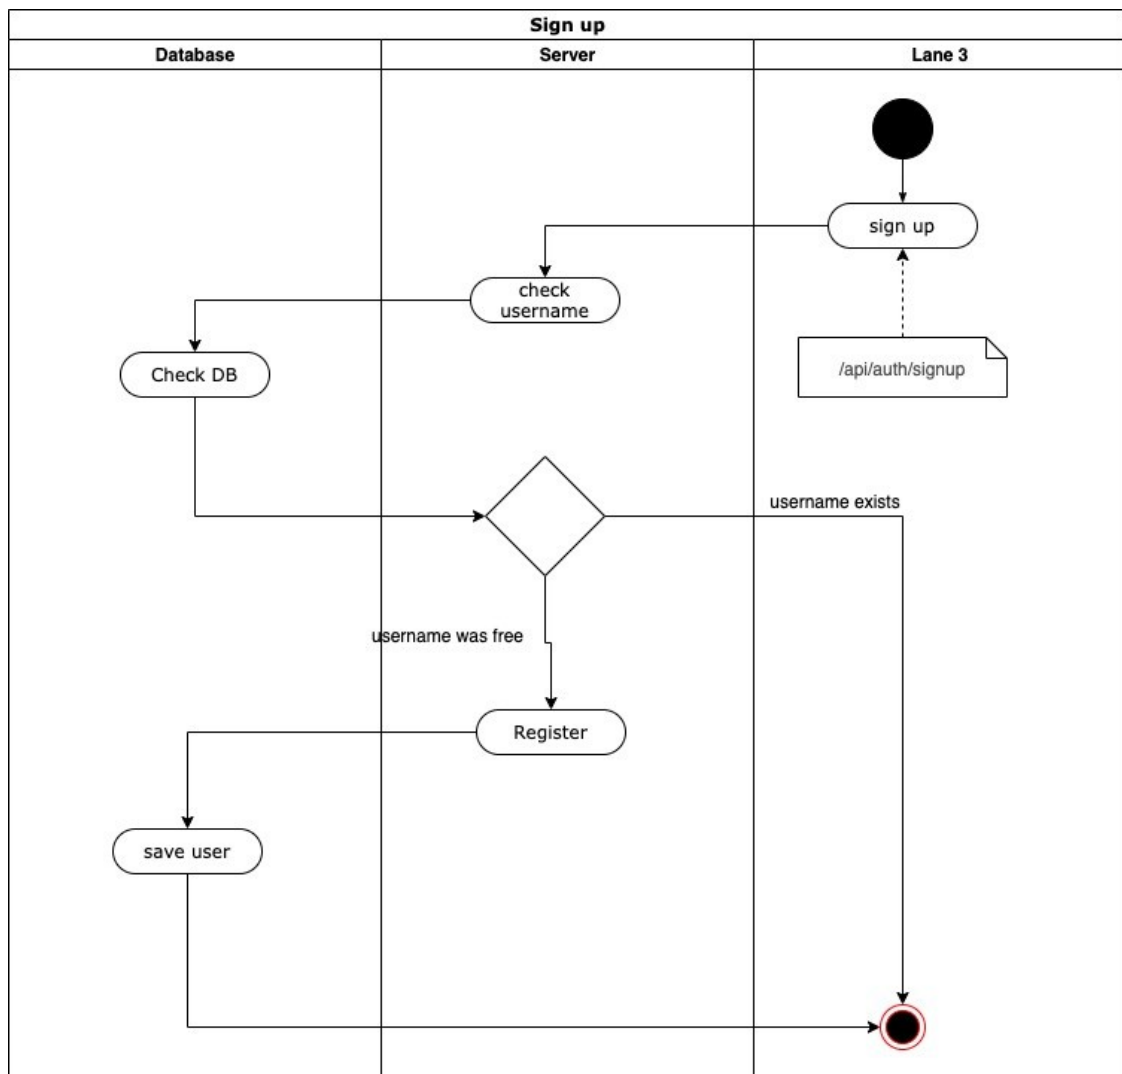 Sign up
Database
Server
Lane 3
sign up
check
username
/api/auth/signup
Check DB
username exists
username was free
Register
save user